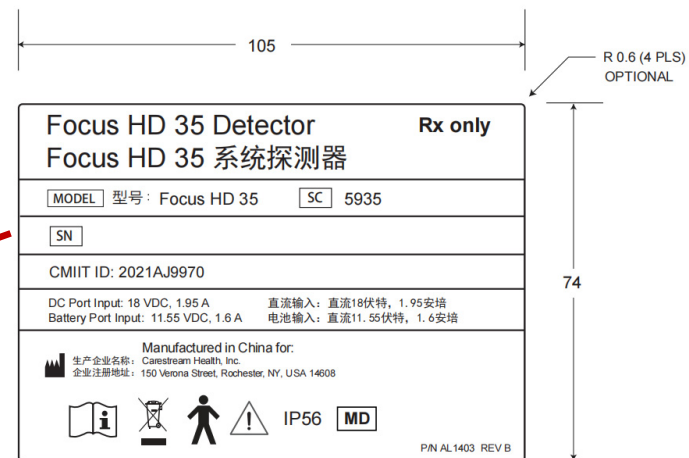 105
R 0.6 (4 PLS)
OPTIONAL
Focus HD 35 Detector Rx only
Focus HD 35 系统探测器
MODEL 型号: Focus HD 35 SC 5935
SN
CMIIT ID: 2021AJ9970
74
DC Port Input: 18 VDC, 1.95 A 直流输入: 直流18伏特, 1.95安培
Battery Port Input: 11.55 VDC, 1.6 A 电池输入: 直流11.55伏特, 1.6安培
Manufactured in China for:
生产企业名称: Carestream Health, Inc.
企业注册地址: 150 Verona Street, Rochester, NY, USA 14608
i IP56 MD
P/N AL1403 REV B